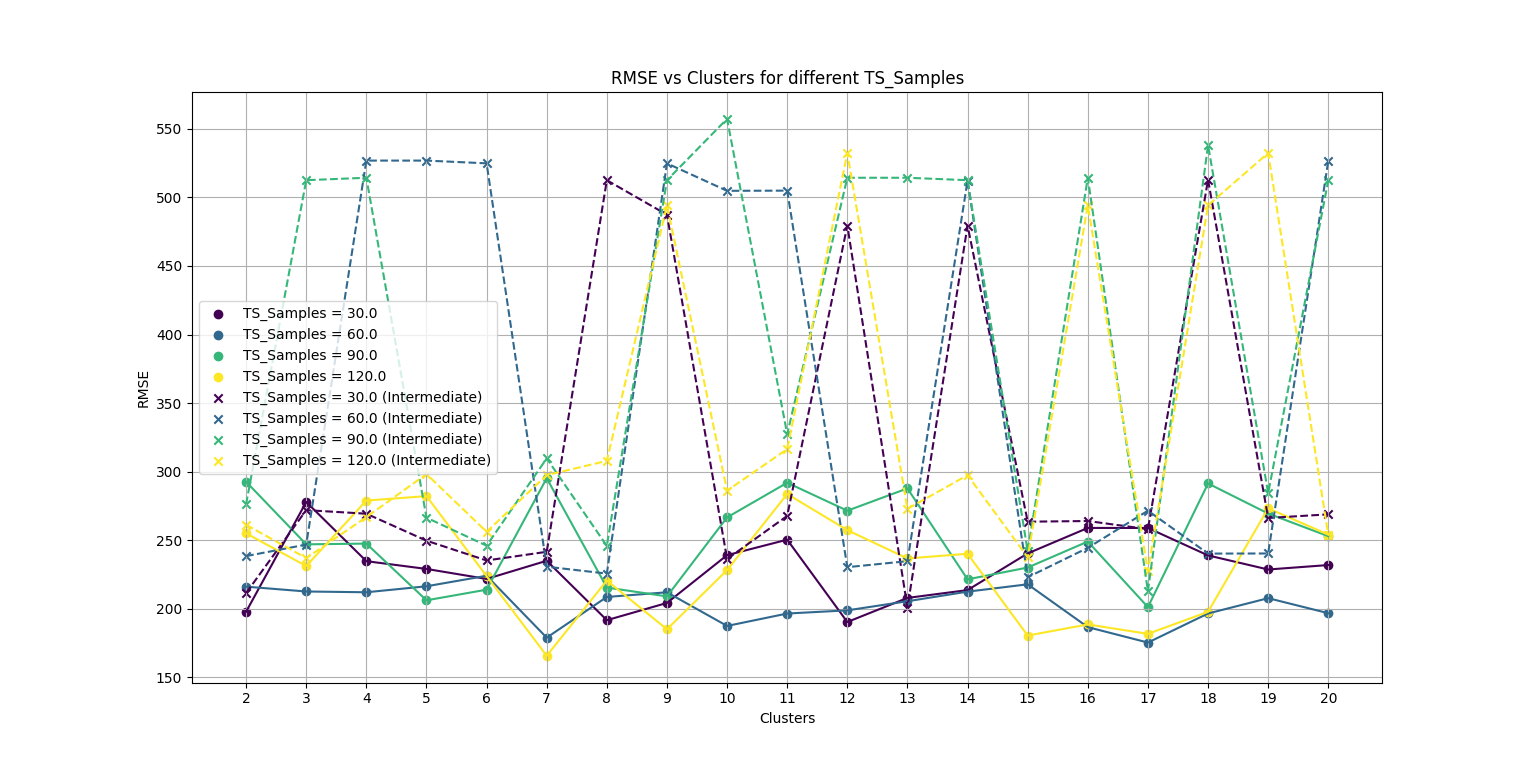 RMSE vs Clusters for different TS_Samples
550
500
450
400
350
300
250
200
150
RMSE
TS_Samples = 30.0
TS_Samples = 60.0
TS_Samples = 90.0
TS_Samples = 120.0
TS_Samples = 30.0 (Intermediate)
TS_Samples = 60.0 (Intermediate)
TS_Samples = 90.0 (Intermediate)
TS_Samples = 120.0 (Intermediate)
2 3 4 5 6 7 8 9 10 11 12 13 14 15 16 17 18 19 20
Clusters